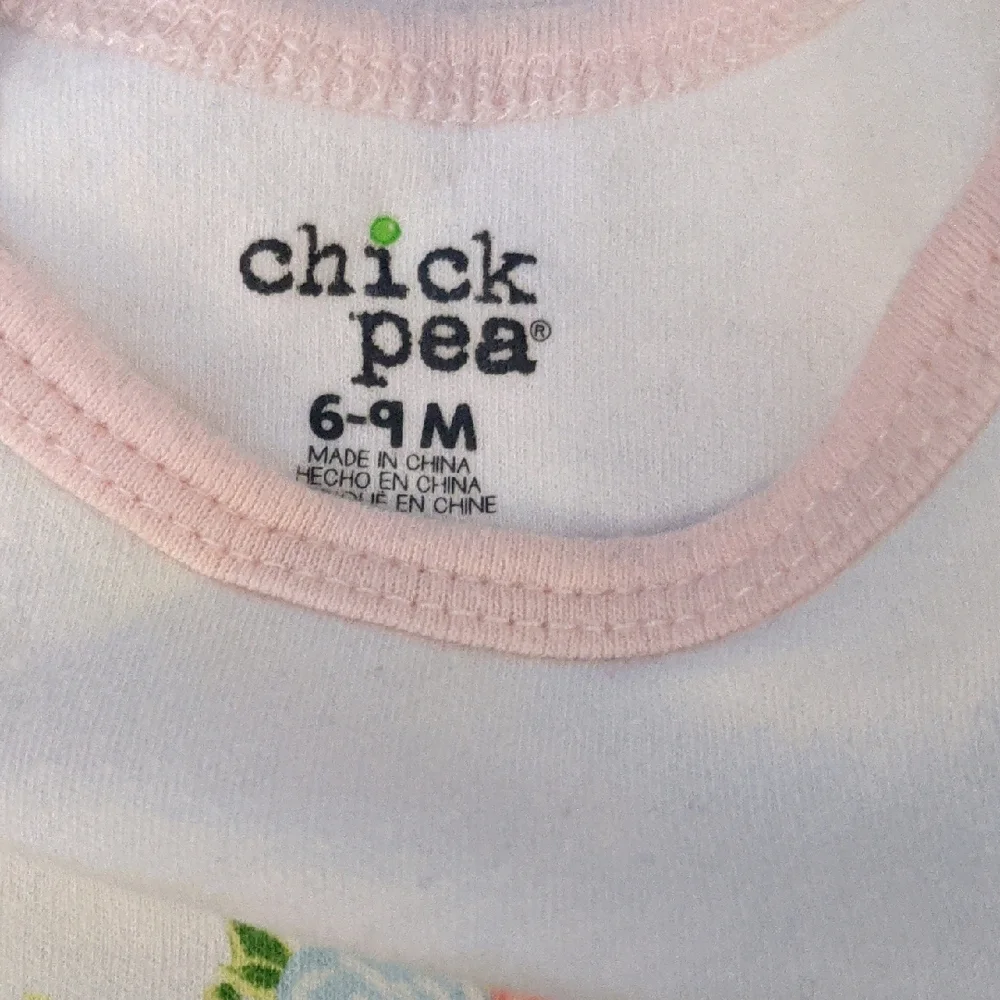 chick
pea®
6-9 M
MADE IN CHINA
HECHO EN CHINA
EN CHINE